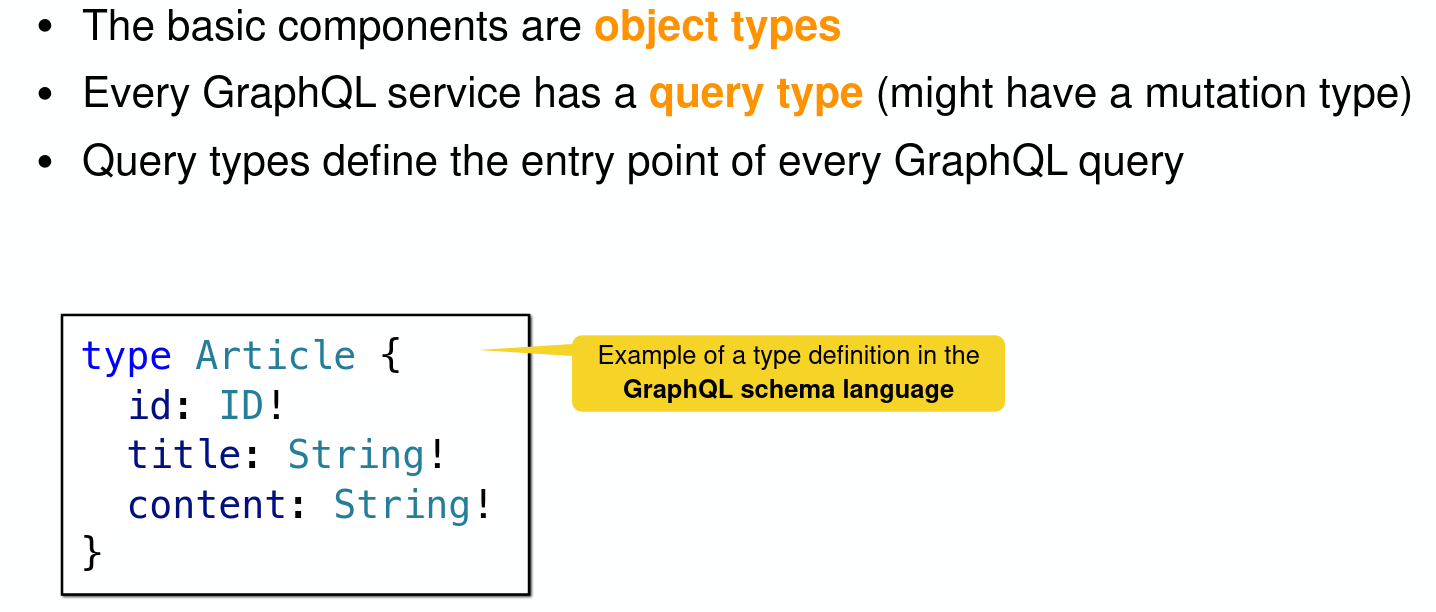 • The basic components are object types
• Every GraphQL service has a query type (might have a mutation type)
• Query types define the entry point of every GraphQL query
type Article {
  id: ID!
  title: String!
  content: String!
}
Example of a type definition in the
GraphQL schema language